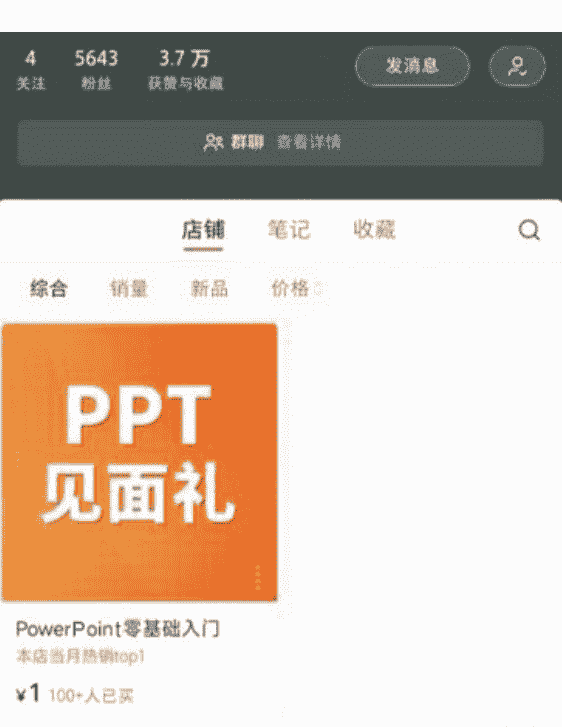 4 5643 3.7 万
关注 粉丝 获赞与收藏
发消息
群聊 查看详情
店铺 笔记 收藏
综合 销量 新品 价格
PPT
见面礼
PowerPoint零基础入门
本店当月热销top1
¥1 100+人已买